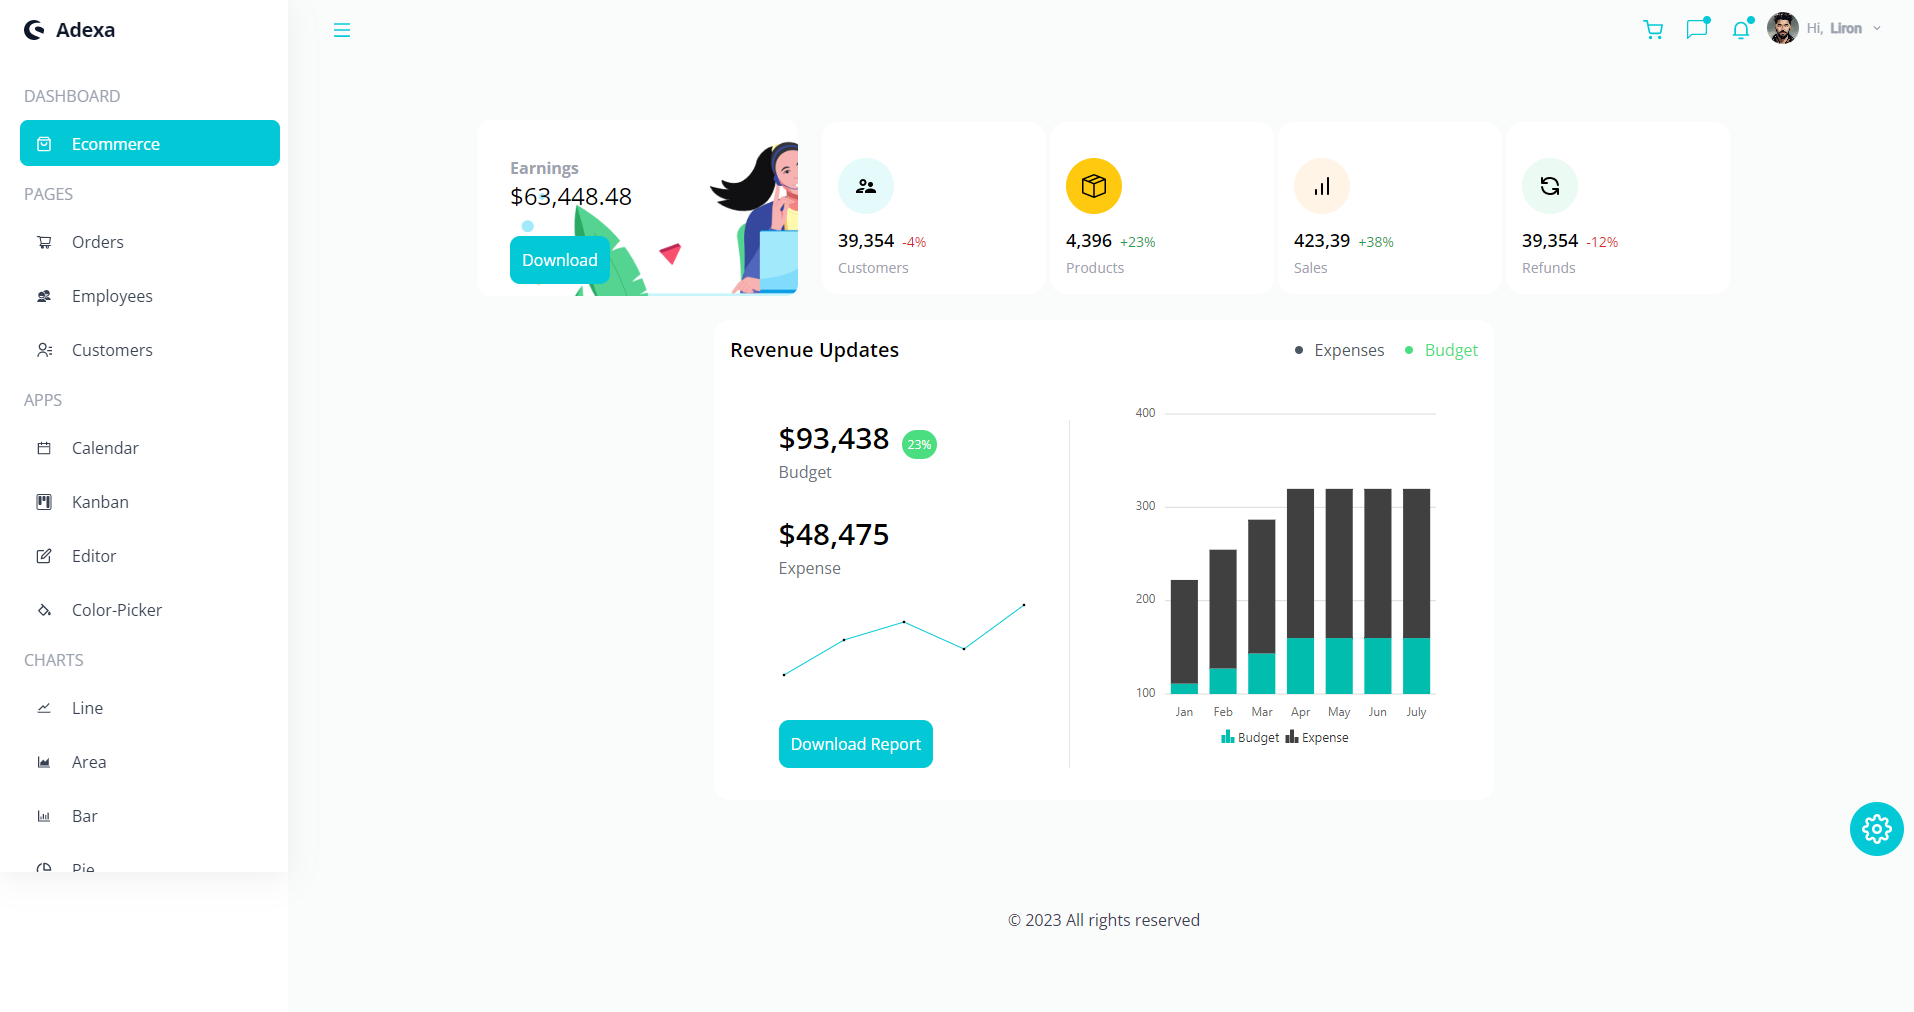 Adexa
Hi, Liron
DASHBOARD
Ecommerce
PAGES
Orders
Employees
Customers
APPS
Calendar
Kanban
Editor
Color-Picker
CHARTS
Line
Area
Bar
Pie
Earnings
$63,448.48
Download
39,354 -4%
Customers
4,396 +23%
Products
423,39 +38%
Sales
39,354 -12%
Refunds
Revenue Updates
Expenses
Budget
$93,438 23%
Budget
$48,475
Expense
Download Report
400
300
200
100
Jan Feb Mar Apr May Jun July
Budget Expense
© 2023 All rights reserved